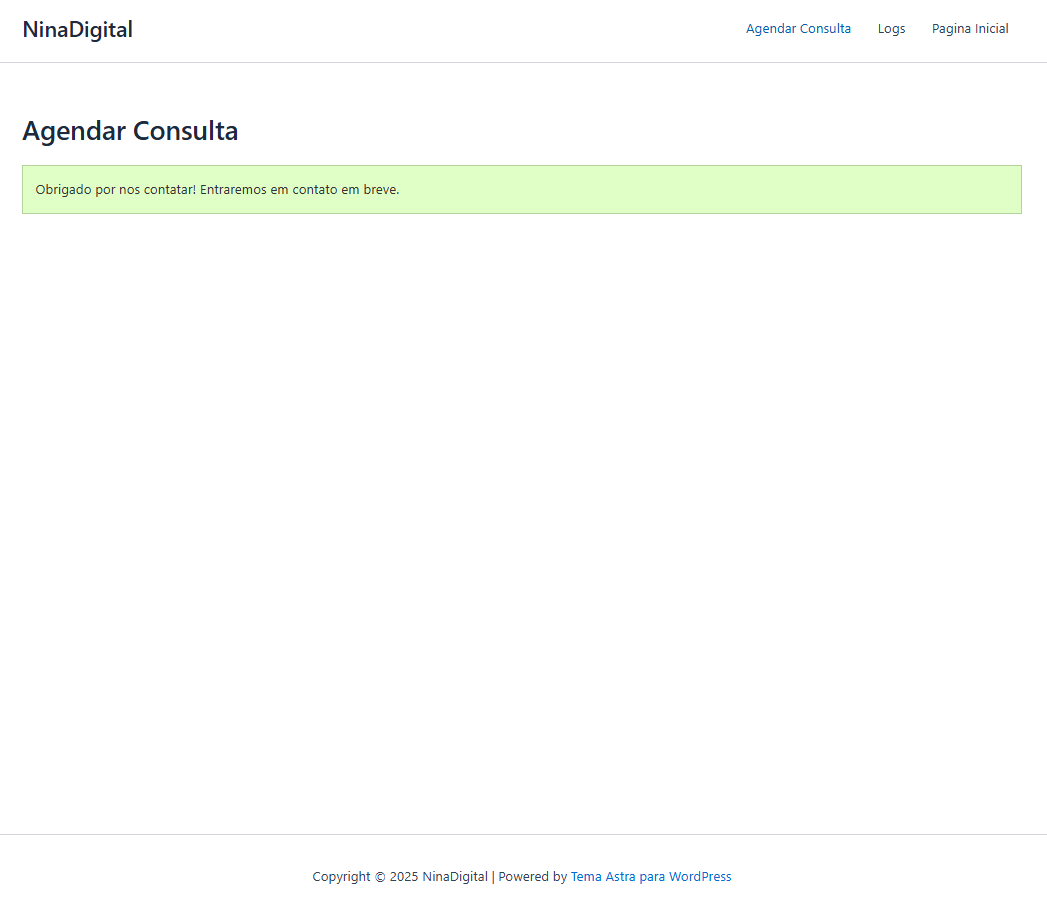 NinaDigital
Agendar Consulta Logs Pagina Inicial
Agendar Consulta
Obrigado por nos contatar! Entraremos em contato em breve.
Copyright © 2025 NinaDigital | Powered by Tema Astra para WordPress